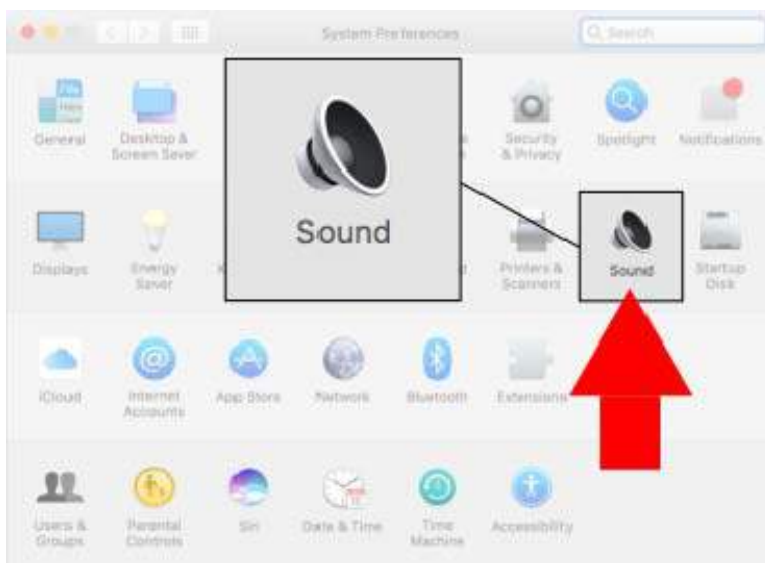 System Preferences
Search
General
Desktop &
Screen Saver
Security
& Privacy
Spotlight
Notifications
Sound
Displays
Energy
Saver
Printers &
Scanners
Sound
Startup
Disk
iCloud
Internet
Accounts
App Store
Network
Bluetooth
Extensions
Users &
Groups
Parental
Controls
Siri
Date & Time
Time
Machine
Accessibility